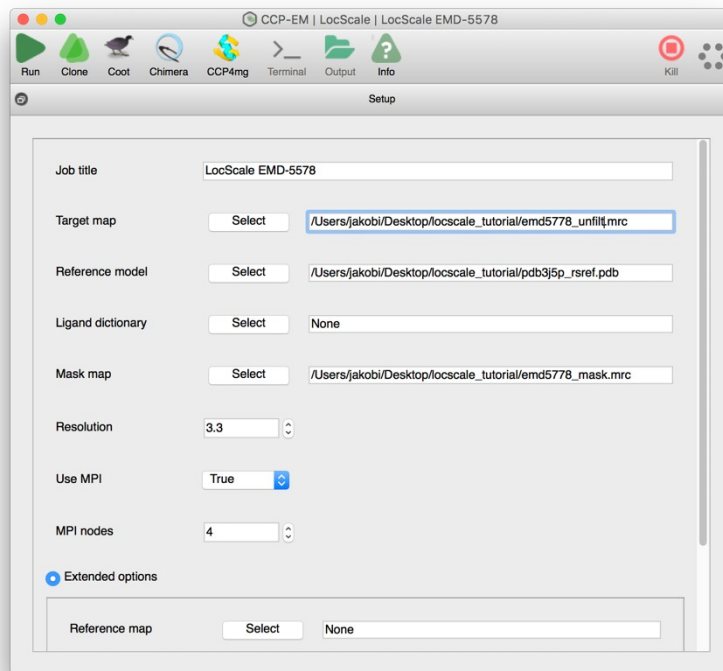 CCP-EM | LocScale | LocScale EMD-5578
Run Clone Coot Chimera CCP4mg Terminal Output Info Kill
Setup
Job title LocScale EMD-5578
Target map Select /Users/jakobi/Desktop/locscale_tutorial/emd5778_unfilt.mrc
Reference model Select /Users/jakobi/Desktop/locscale_tutorial/pdb3j5p_rsref.pdb
Ligand dictionary Select None
Mask map Select /Users/jakobi/Desktop/locscale_tutorial/emd5778_mask.mrc
Resolution 3.3
Use MPI True
MPI nodes 4
Extended options
Reference map Select None